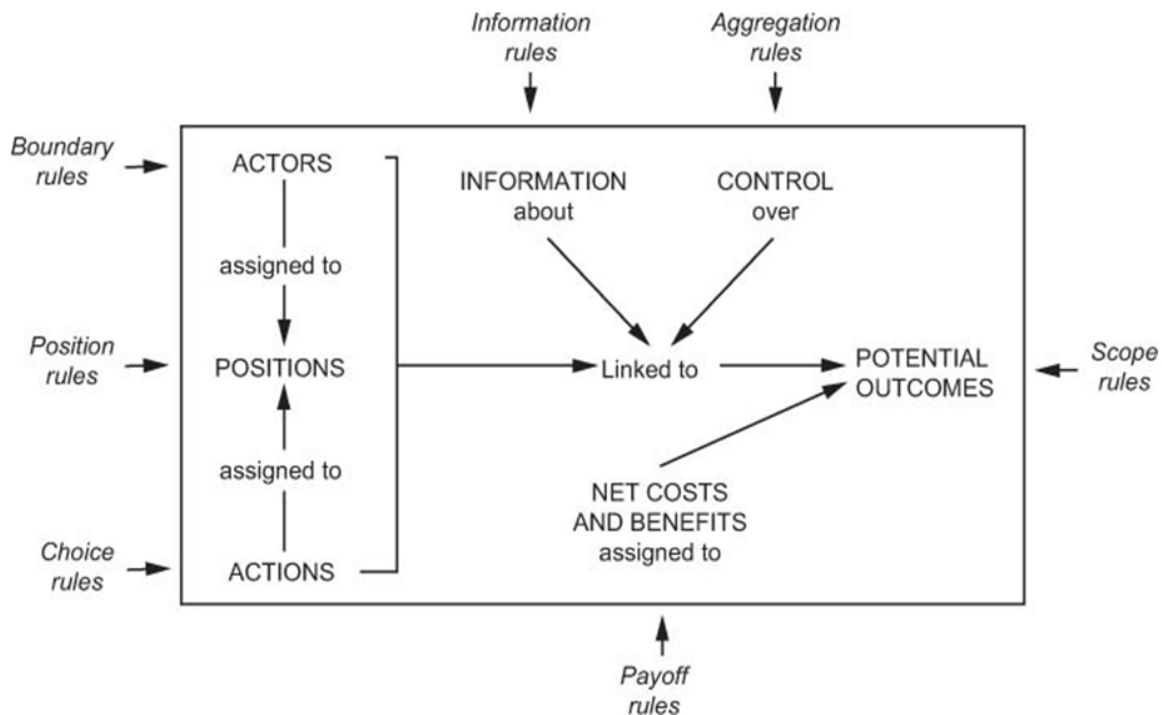 Information
rules
Aggregation
rules
Boundary
rules
ACTORS
INFORMATION
about
CONTROL
over
assigned to
Position
rules
POSITIONS
Linked to
POTENTIAL
OUTCOMES
Scope
rules
assigned to
NET COSTS
AND BENEFITS
assigned to
Choice
rules
ACTIONS
Payoff
rules